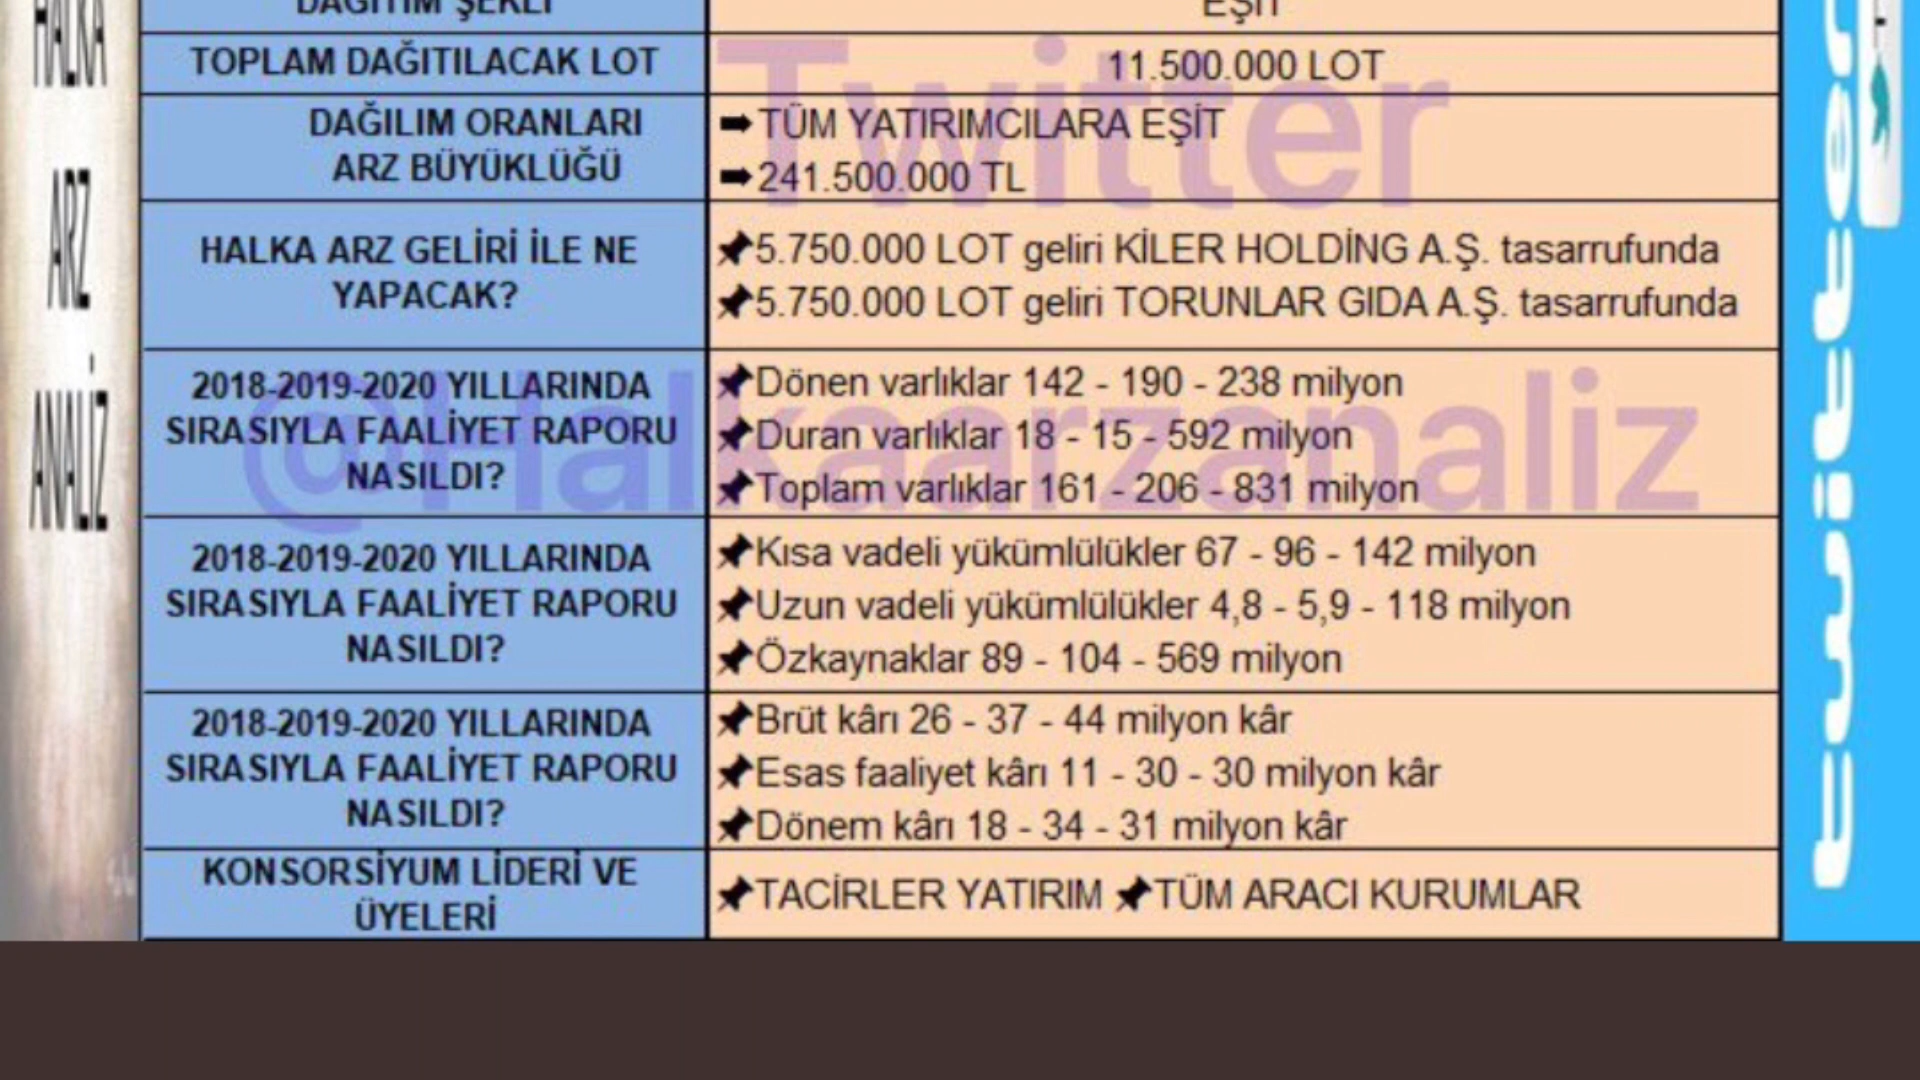 HALKA
ARZ
ANALİZ
DAĞITIM ŞEKLİ
EŞİT
TOPLAM DAĞITILACAK LOT
11.500.000 LOT
DAĞILIM ORANLARI
ARZ BÜYÜKLÜĞÜ
➡TÜM YATIRIMCILARA EŞİT
➡241.500.000 TL
HALKA ARZ GELİRİ İLE NE
YAPACAK?
📌5.750.000 LOT geliri KİLER HOLDİNG A.Ş. tasarrufunda
📌5.750.000 LOT geliri TORUNLAR GIDA A.Ş. tasarrufunda
2018-2019-2020 YILLARINDA
SIRASIYLA FAALİYET RAPORU
NASILDI?
📌Dönen varlıklar 142 - 190 - 238 milyon
📌Duran varlıklar 18 - 15 - 592 milyon
📌Toplam varlıklar 161 - 206 - 831 milyon
2018-2019-2020 YILLARINDA
SIRASIYLA FAALİYET RAPORU
NASILDI?
📌Kısa vadeli yükümlülükler 67 - 96 - 142 milyon
📌Uzun vadeli yükümlülükler 4,8 - 5,9 - 118 milyon
📌Özkaynaklar 89 - 104 - 569 milyon
2018-2019-2020 YILLARINDA
SIRASIYLA FAALİYET RAPORU
NASILDI?
📌Brüt kârı 26 - 37 - 44 milyon kâr
📌Esas faaliyet kârı 11 - 30 - 30 milyon kâr
📌Dönem kârı 18 - 34 - 31 milyon kâr
KONSORSİYUM LİDERİ VE
ÜYELERİ
📌TACİRLER YATIRIM 📌TÜM ARACI KURUMLAR
Twitter
@Halkaarzanaliz